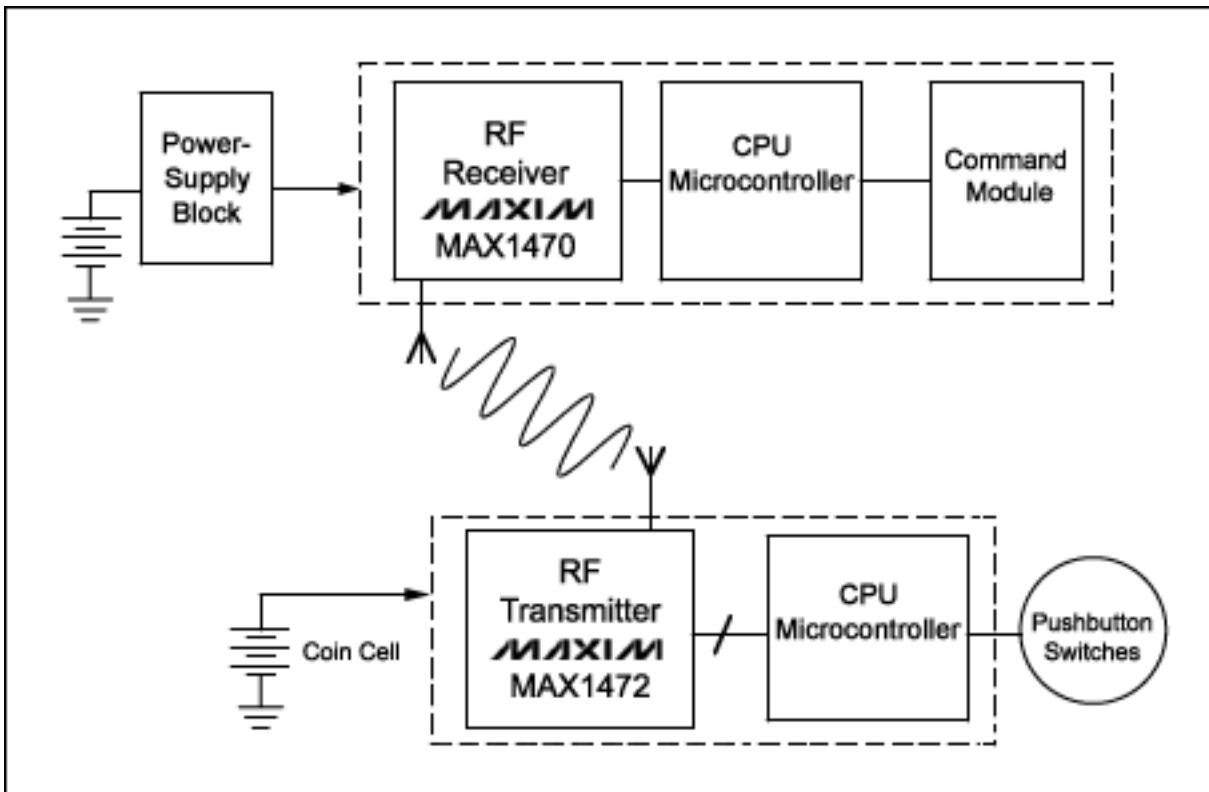 Power-
Supply
Block
RF
Receiver
MAXIM
MAX1470
CPU
Microcontroller
Command
Module
Coin Cell
RF
Transmitter
MAXIM
MAX1472
CPU
Microcontroller
Pushbutton
Switches